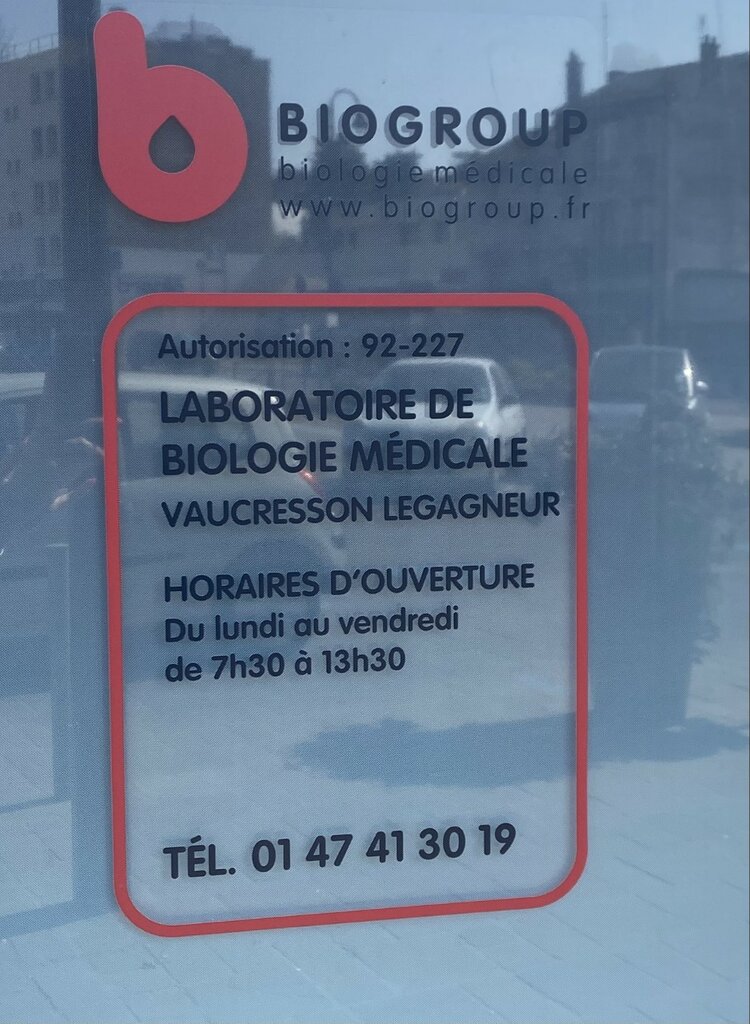 BIOGROUP
biologie médicale
www.biogroup.fr
Autorisation : 92-227
LABORATOIRE DE
BIOLOGIE MÉDICALE
VAUCRESSON LEGAGNEUR
HORAIRES D'OUVERTURE
Du lundi au vendredi
de 7h30 à 13h30
TÉL. 01 47 41 30 19